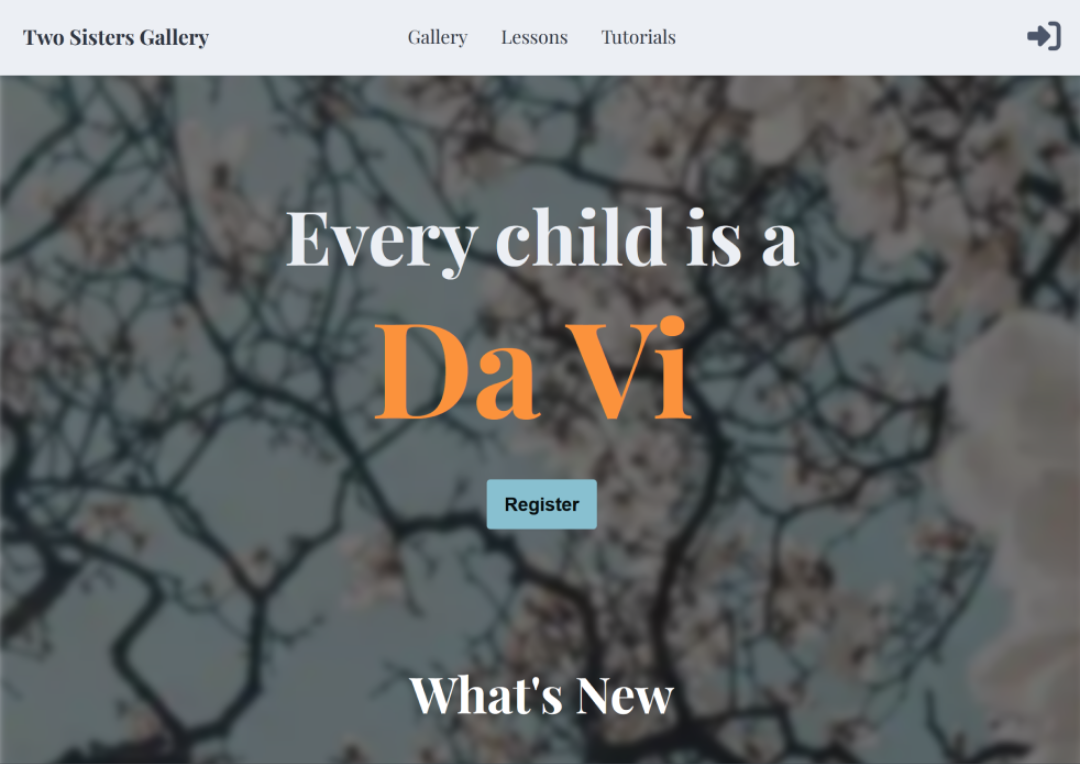 Two Sisters Gallery Gallery Lessons Tutorials
Every child is a
Da Vi
Register
What's New